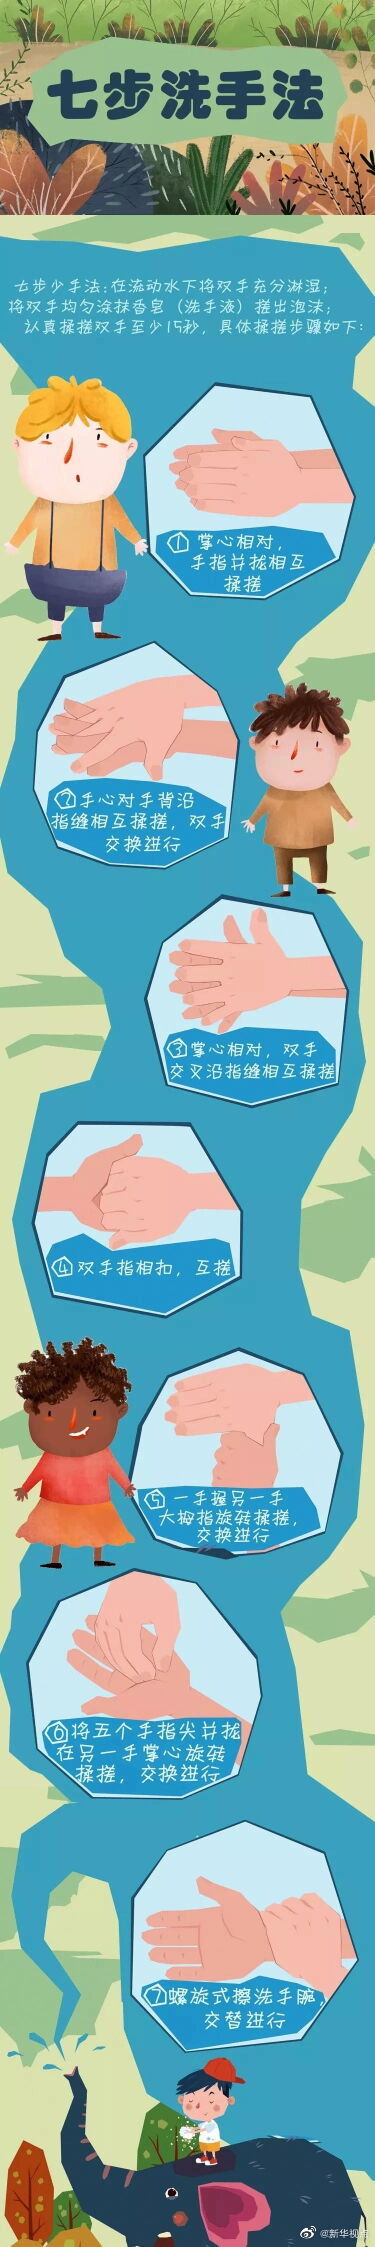 七步洗手法
七步少手法:在流动水下将双手充分淋湿;
将双手均匀涂抹香皂（洗手液）搓出泡沫;
认真揉搓双手至少15秒，具体揉搓步骤如下:
1 掌心相对，
手指并拢相互
揉搓
2 手心对手背沿
指缝相互揉搓，双手
交换进行
3 掌心相对，双手
交叉沿指缝相互揉搓
4 双手指相扣，互搓
5 一手握另一手
大拇指旋转揉搓，
交换进行
6 将五个手指尖并拢
在另一手掌心旋转
揉搓，交换进行
7 螺旋式擦洗手腕，
交替进行
@新华视点